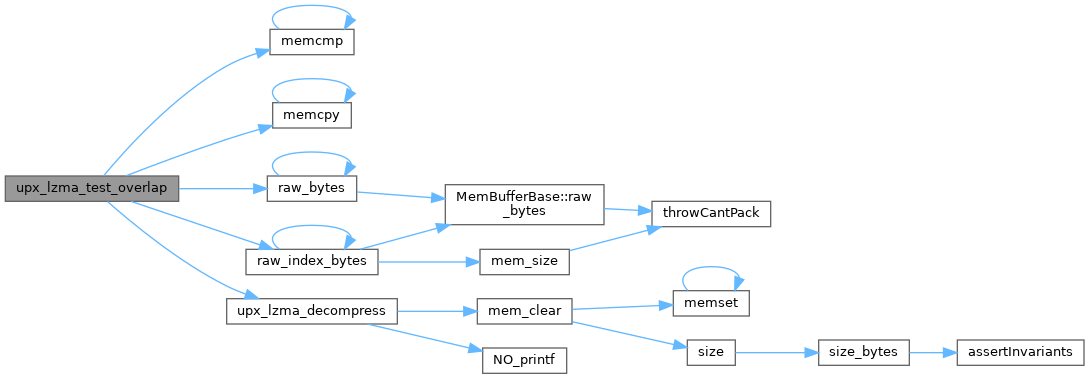 memcmp
memcpy
upx_lzma_test_overlap
raw_bytes
MemBufferBase::raw
_bytes
throwCantPack
raw_index_bytes
mem_size
memset
upx_lzma_decompress
mem_clear
NO_printf
size
size_bytes
assertInvariants